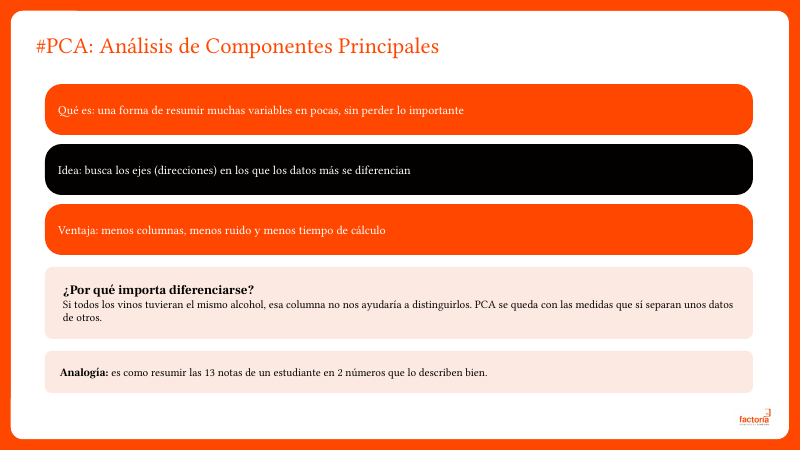 #PCA: Análisis de Componentes Principales
Qué es: una forma de resumir muchas variables en pocas, sin perder lo importante
Idea: busca los ejes (direcciones) en los que los datos más se diferencian
Ventaja: menos columnas, menos ruido y menos tiempo de cálculo
¿Por qué importa diferenciarse?
Si todos los vinos tuvieran el mismo alcohol, esa columna no nos ayudaría a distinguirlos. PCA se queda con las medidas que sí separan unos datos
de otros.
Analogía: es como resumir las 13 notas de un estudiante en 2 números que lo describen bien.
factoría